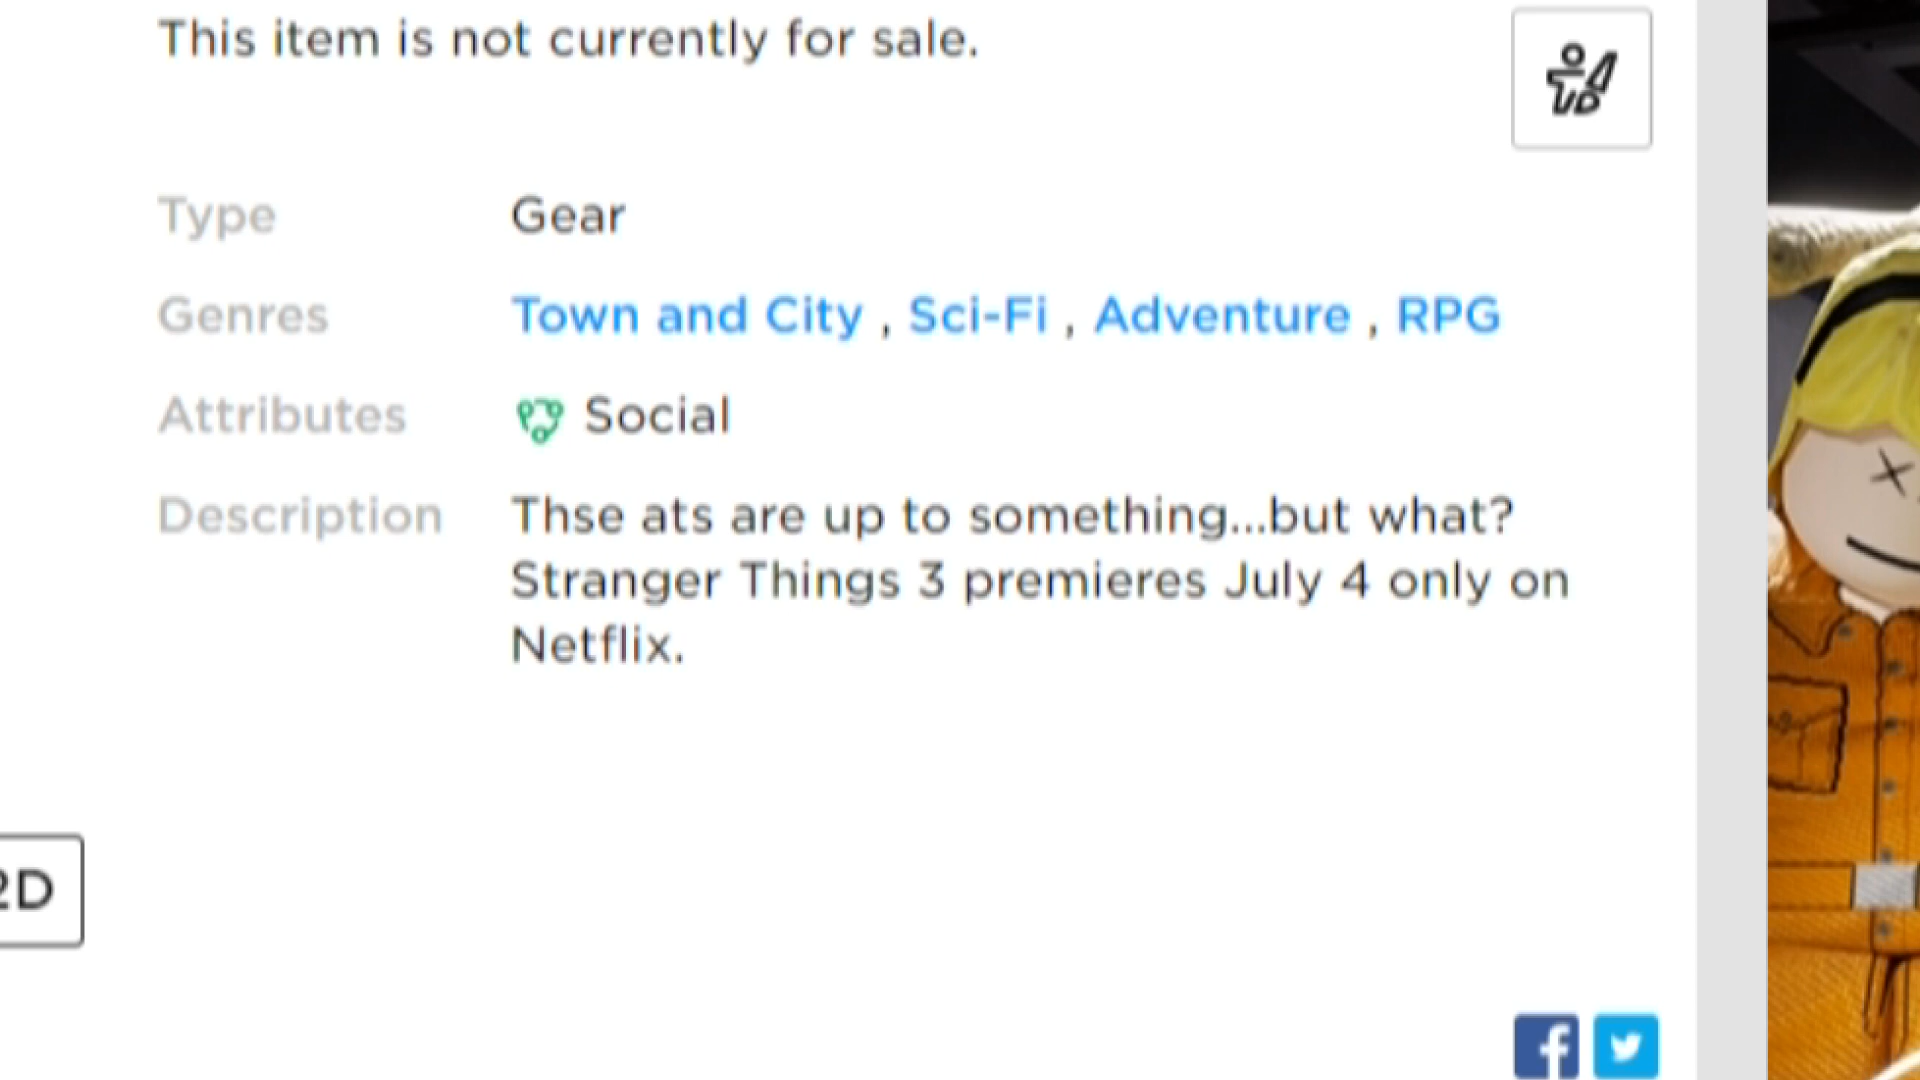 This item is not currently for sale.
Type Gear
Genres Town and City , Sci-Fi , Adventure , RPG
Attributes Social
Description Thse ats are up to something...but what?
Stranger Things 3 premieres July 4 only on
Netflix.
2D